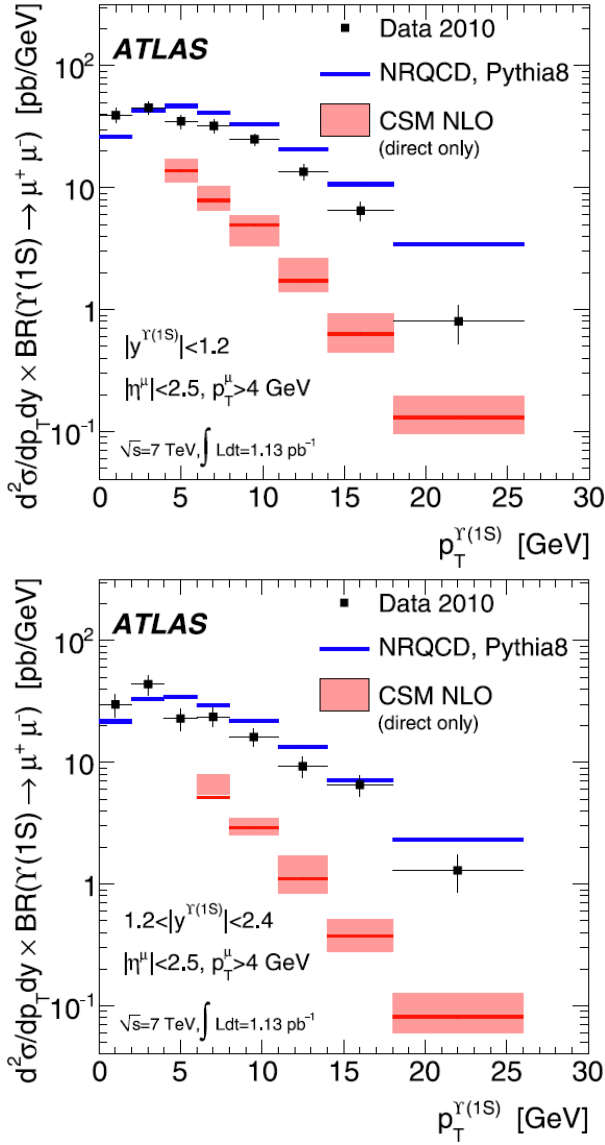 ATLAS
Data 2010
NRQCD, Pythia8
CSM NLO
(direct only)
d²σ/dp_T dy × BR(ϒ(1S) → μ⁺ μ⁻) [pb/GeV]
10²
10
1
10⁻¹
|y^ϒ(1S)|<1.2
|η^μ|<2.5, p_T^μ>4 GeV
√s=7 TeV, ∫ Ldt=1.13 pb⁻¹
0 5 10 15 20 25 30
p_T^ϒ(1S) [GeV]
ATLAS
Data 2010
NRQCD, Pythia8
CSM NLO
(direct only)
d²σ/dp_T dy × BR(ϒ(1S) → μ⁺ μ⁻) [pb/GeV]
10²
10
1
10⁻¹
1.2<|y^ϒ(1S)|<2.4
|η^μ|<2.5, p_T^μ>4 GeV
√s=7 TeV, ∫ Ldt=1.13 pb⁻¹
0 5 10 15 20 25 30
p_T^ϒ(1S) [GeV]